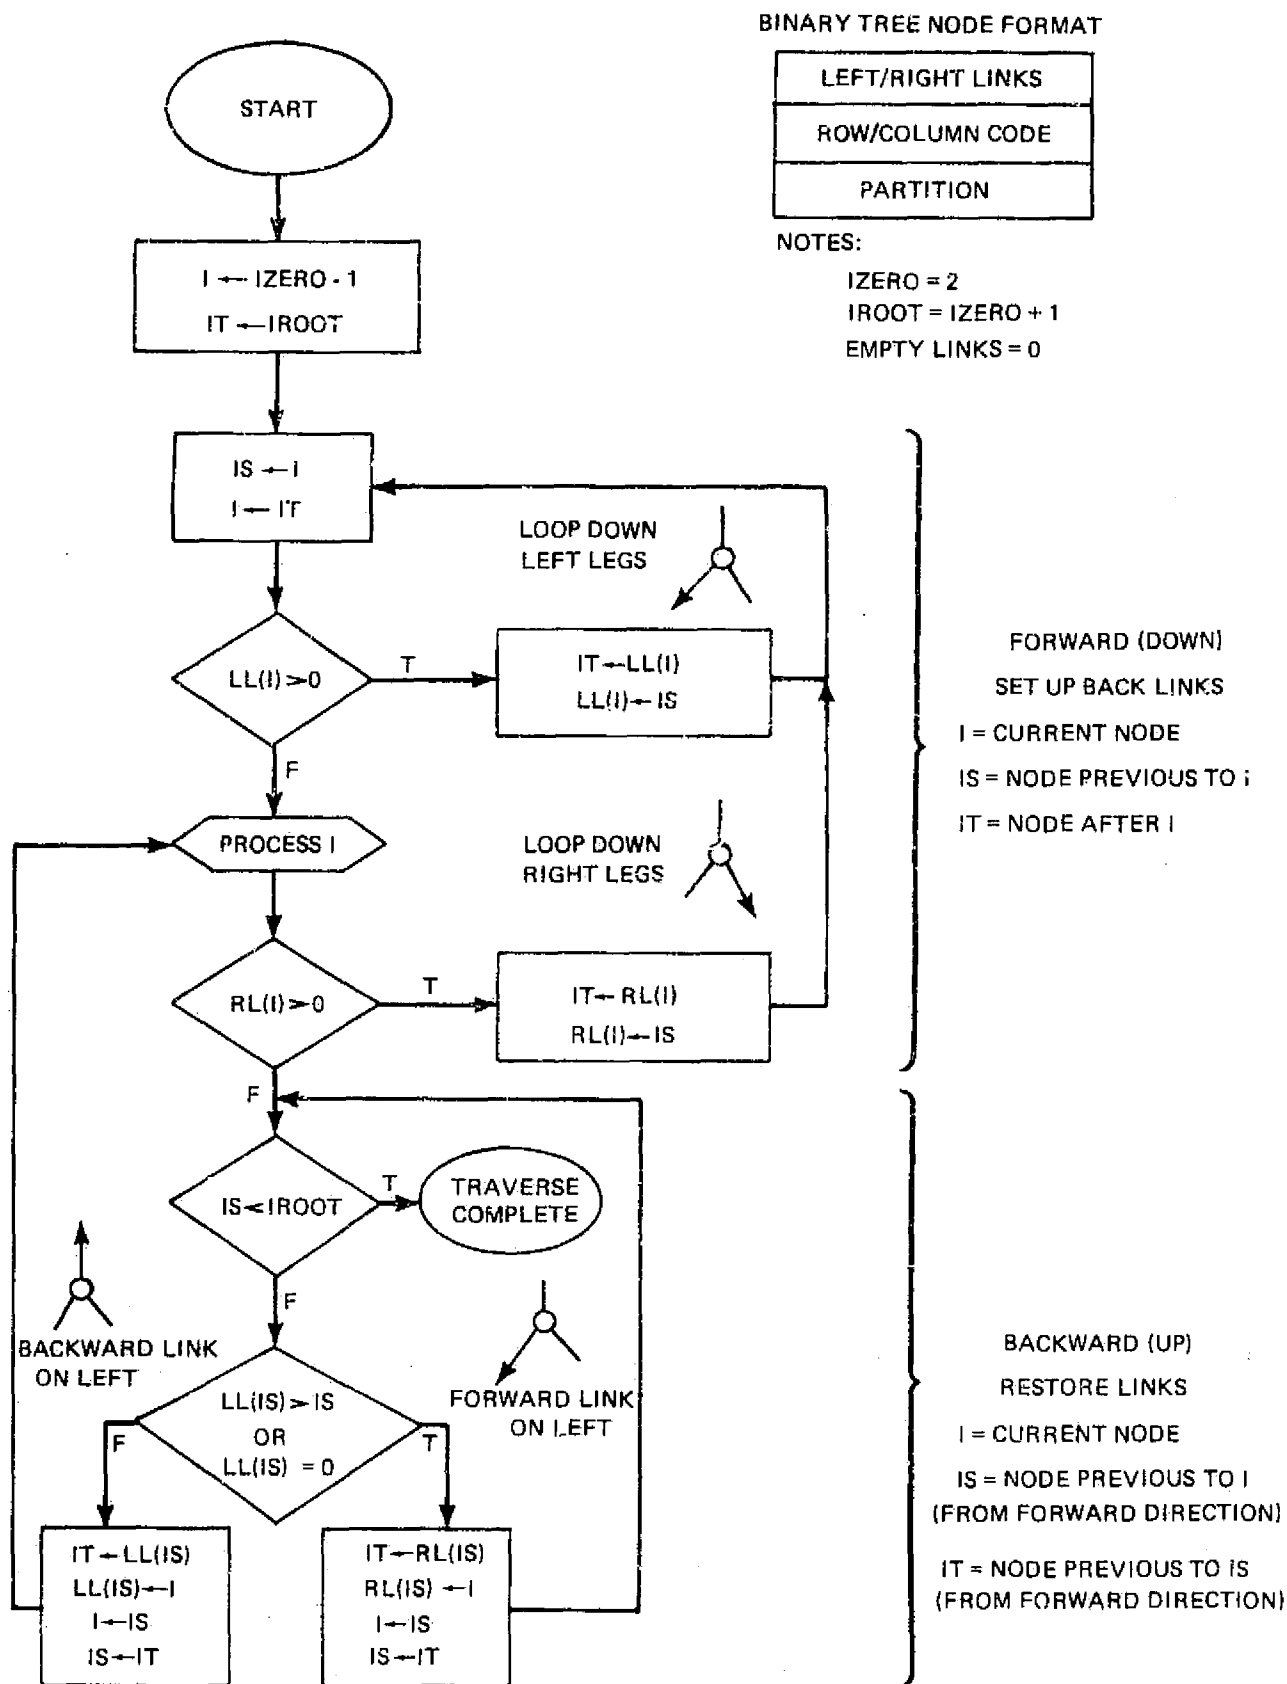 BINARY TREE NODE FORMAT
LEFT/RIGHT LINKS
ROW/COLUMN CODE
PARTITION
NOTES:
IZERO = 2
IROOT = IZERO + 1
EMPTY LINKS = 0
START
I ← IZERO - 1
IT ← IROOT
IS ← I
I ← IT
LOOP DOWN
LEFT LEGS
LL(I) > 0
T
IT ← LL(I)
LL(I) ← IS
F
PROCESS I
LOOP DOWN
RIGHT LEGS
RL(I) > 0
T
IT ← RL(I)
RL(I) ← IS
F
FORWARD (DOWN)
SET UP BACK LINKS
I = CURRENT NODE
IS = NODE PREVIOUS TO i
IT = NODE AFTER I
IS < IROOT
T
TRAVERSE
COMPLETE
F
BACKWARD LINK
ON LEFT
FORWARD LINK
ON LEFT
LL(IS) > IS
OR
LL(IS) = 0
F
T
IT ← LL(IS)
LL(IS) ← I
I ← IS
IS ← IT
IT ← RL(IS)
RL(IS) ← I
I ← IS
IS ← IT
BACKWARD (UP)
RESTORE LINKS
I = CURRENT NODE
IS = NODE PREVIOUS TO I
(FROM FORWARD DIRECTION)
IT = NODE PREVIOUS TO IS
(FROM FORWARD DIRECTION)